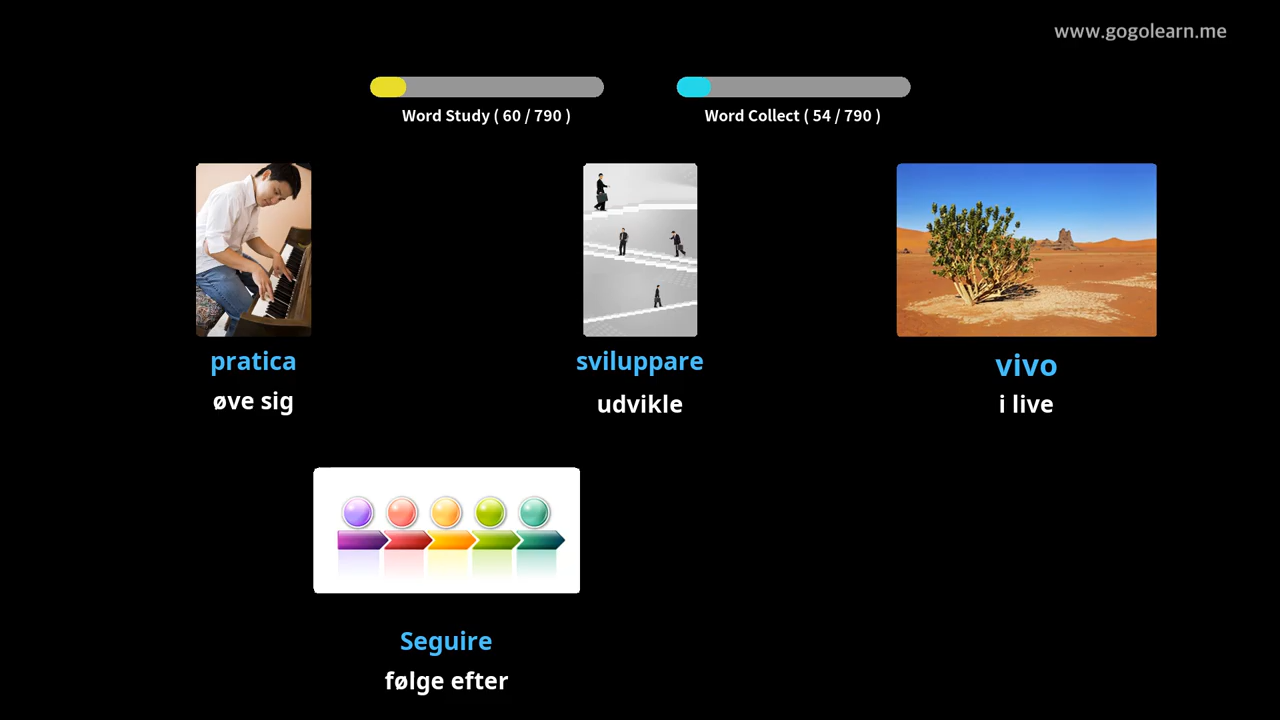 www.gogolearn.me
Word Study ( 60 / 790 )
Word Collect ( 54 / 790 )
pratica
øve sig
sviluppare
udvikle
vivo
i live
Seguire
følge efter